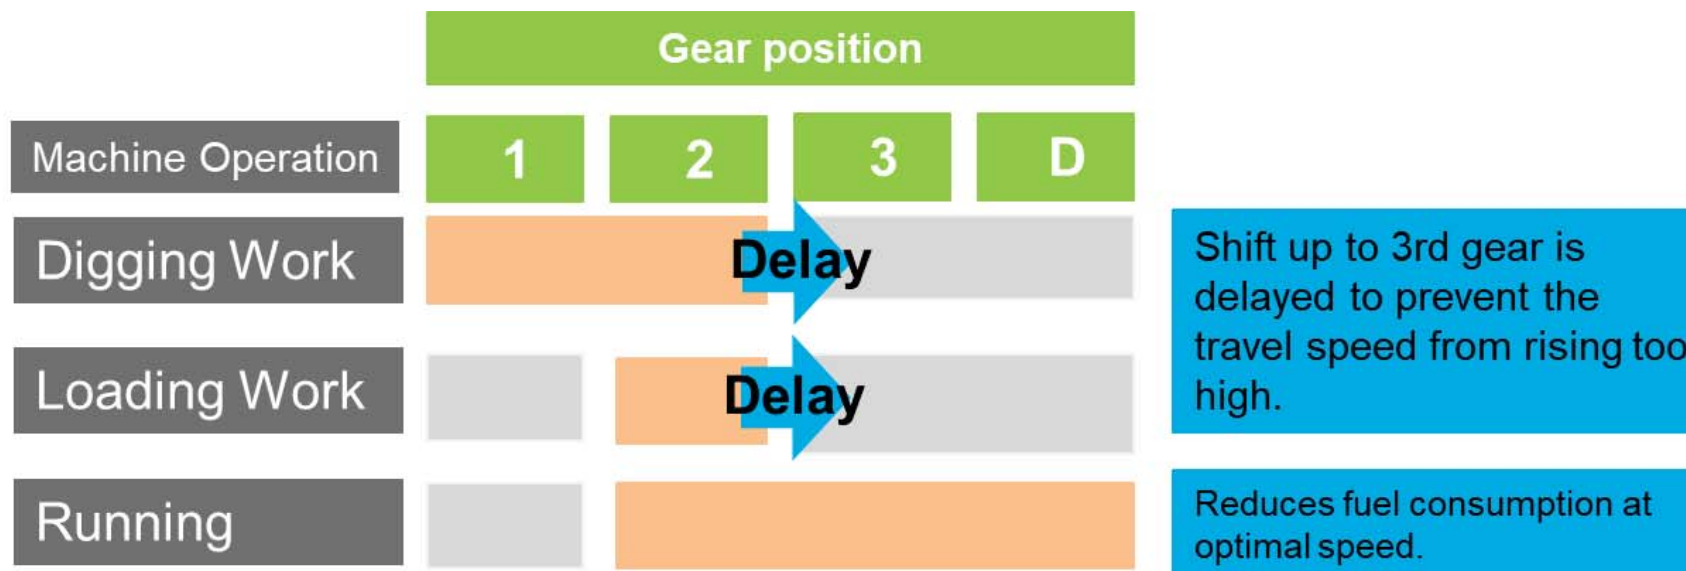 Gear position
Machine Operation 1 2 3 D
Digging Work Delay
Shift up to 3rd gear is
delayed to prevent the
travel speed from rising too
high.
Loading Work Delay
Running
Reduces fuel consumption at
optimal speed.